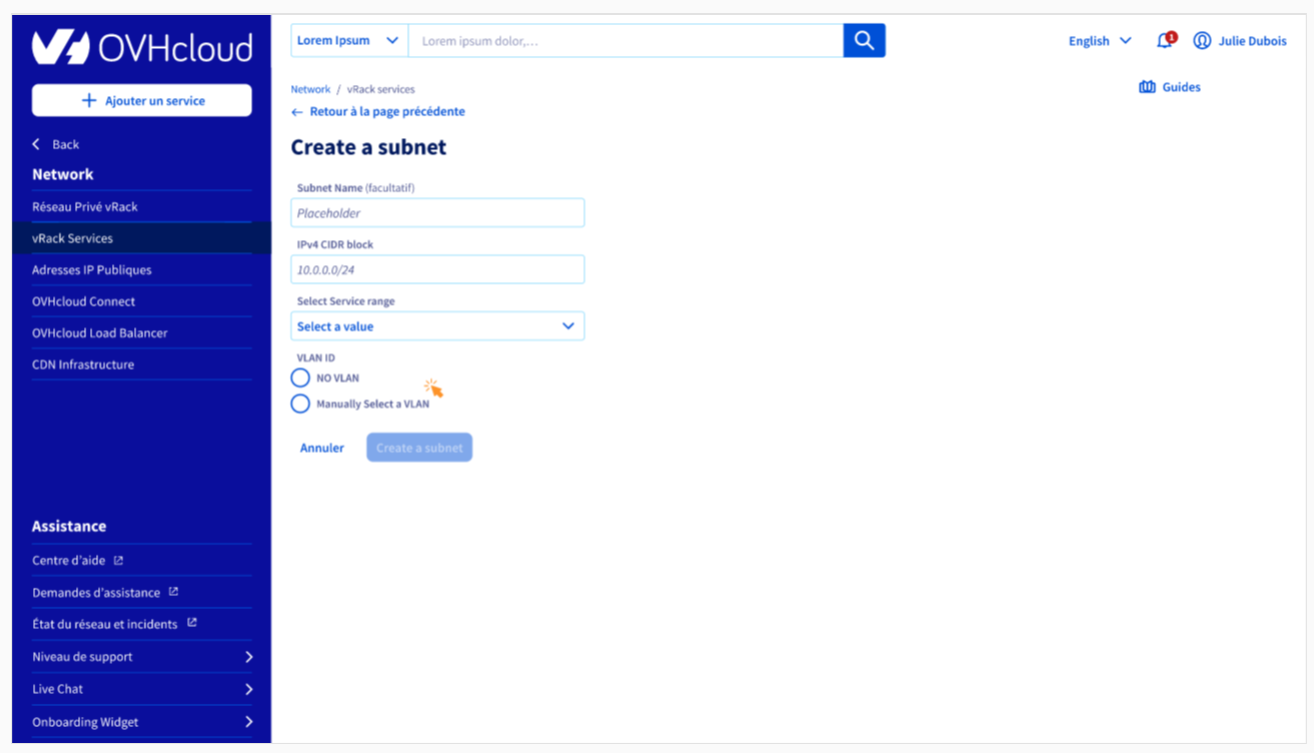 OVHcloud
Lorem Ipsum
Lorem ipsum dolor,...
English
1
Julie Dubois
Ajouter un service
Network / vRack services
Guides
← Retour à la page précédente
Back
Create a subnet
Network
Subnet Name (facultatif)
Réseau Privé vRack
Placeholder
vRack Services
IPv4 CIDR block
Adresses IP Publiques
10.0.0.0/24
OVHcloud Connect
Select Service range
OVHcloud Load Balancer
Select a value
CDN Infrastructure
VLAN ID
NO VLAN
Manually Select a VLAN
Annuler
Create a subnet
Assistance
Centre d'aide
Demandes d'assistance
État du réseau et incidents
Niveau de support
Live Chat
Onboarding Widget